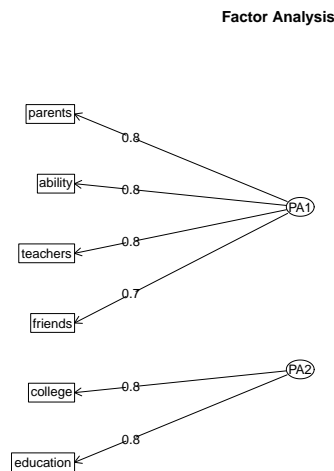 Factor Analysis
parents
0.8
ability
0.8
PA1
0.8
teachers
0.7
friends
PA2
0.8
college
0.8
education